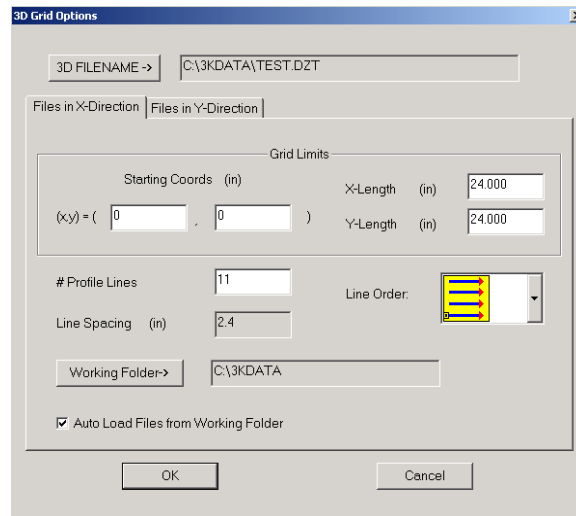 3D Grid Options
3D FILENAME -> C:\3KDATA\TEST.DZT
Files in X-Direction Files in Y-Direction
Grid Limits
Starting Coords (in)
X-Length (in) 24.000
(x,y) = ( 0 , 0 )
Y-Length (in) 24.000
# Profile Lines 11
Line Order:
Line Spacing (in) 2.4
Working Folder-> C:\3KDATA
Auto Load Files from Working Folder
OK Cancel